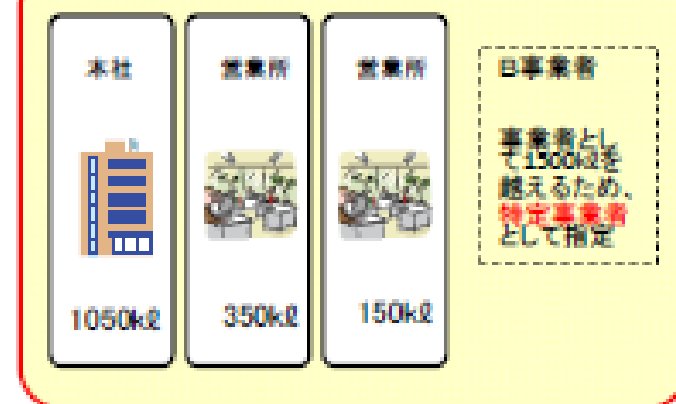 本社
営業所
営業所
B事業者
事業者とし
て1500kℓを
越えるため、
特定事業者
として指定
1050kℓ
350kℓ
150kℓ